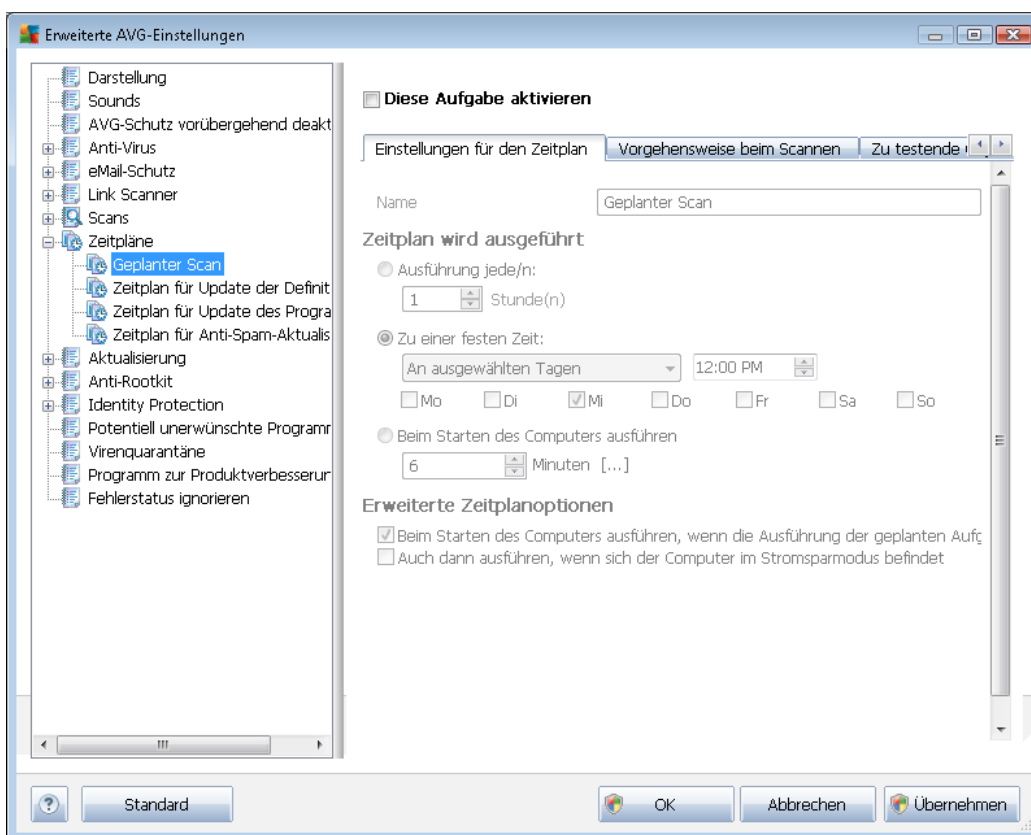 Erweiterte AVG-Einstellungen
Darstellung
Sounds
AVG-Schutz vorübergehend deakt
Anti-Virus
eMail-Schutz
Link Scanner
Scans
Zeitpläne
Geplanter Scan
Zeitplan für Update der Definit
Zeitplan für Update des Progra
Zeitplan für Anti-Spam-Aktualis
Aktualisierung
Anti-Rootkit
Identity Protection
Potentiell unerwünschte Programr
Virenquarantäne
Programm zur Produktverbesserur
Fehlerstatus ignorieren
Diese Aufgabe aktivieren
Einstellungen für den Zeitplan Vorgehensweise beim Scannen Zu testende
Name Geplanter Scan
Zeitplan wird ausgeführt
Ausführung jede/n:
1 Stunde(n)
Zu einer festen Zeit:
An ausgewählten Tagen 12:00 PM
Mo Di Mi Do Fr Sa So
Beim Starten des Computers ausführen
6 Minuten [...]
Erweiterte Zeitplanoptionen
Beim Starten des Computers ausführen, wenn die Ausführung der geplanten Aufg
Auch dann ausführen, wenn sich der Computer im Stromsparmodus befindet
? Standard OK Abbrechen Übernehmen